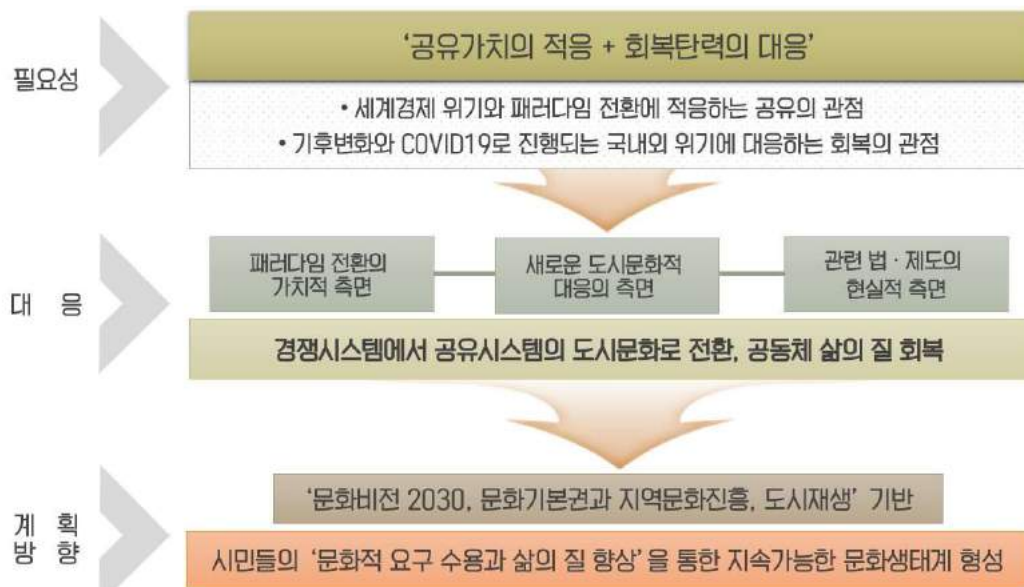 필요성
‘공유가치의 적응 + 회복탄력의 대응’
• 세계경제 위기와 패러다임 전환에 적응하는 공유의 관점
• 기후변화와 COVID19로 진행되는 국내외 위기에 대응하는 회복의 관점
대 응
패러다임 전환의
가치적 측면
새로운 도시문화적
대응의 측면
관련 법·제도의
현실적 측면
경쟁시스템에서 공유시스템의 도시문화로 전환, 공동체 삶의 질 회복
계 획
방 향
‘문화비전 2030, 문화기본권과 지역문화진흥, 도시재생’ 기반
시민들의 ‘문화적 요구 수용과 삶의 질 향상’을 통한 지속가능한 문화생태계 형성